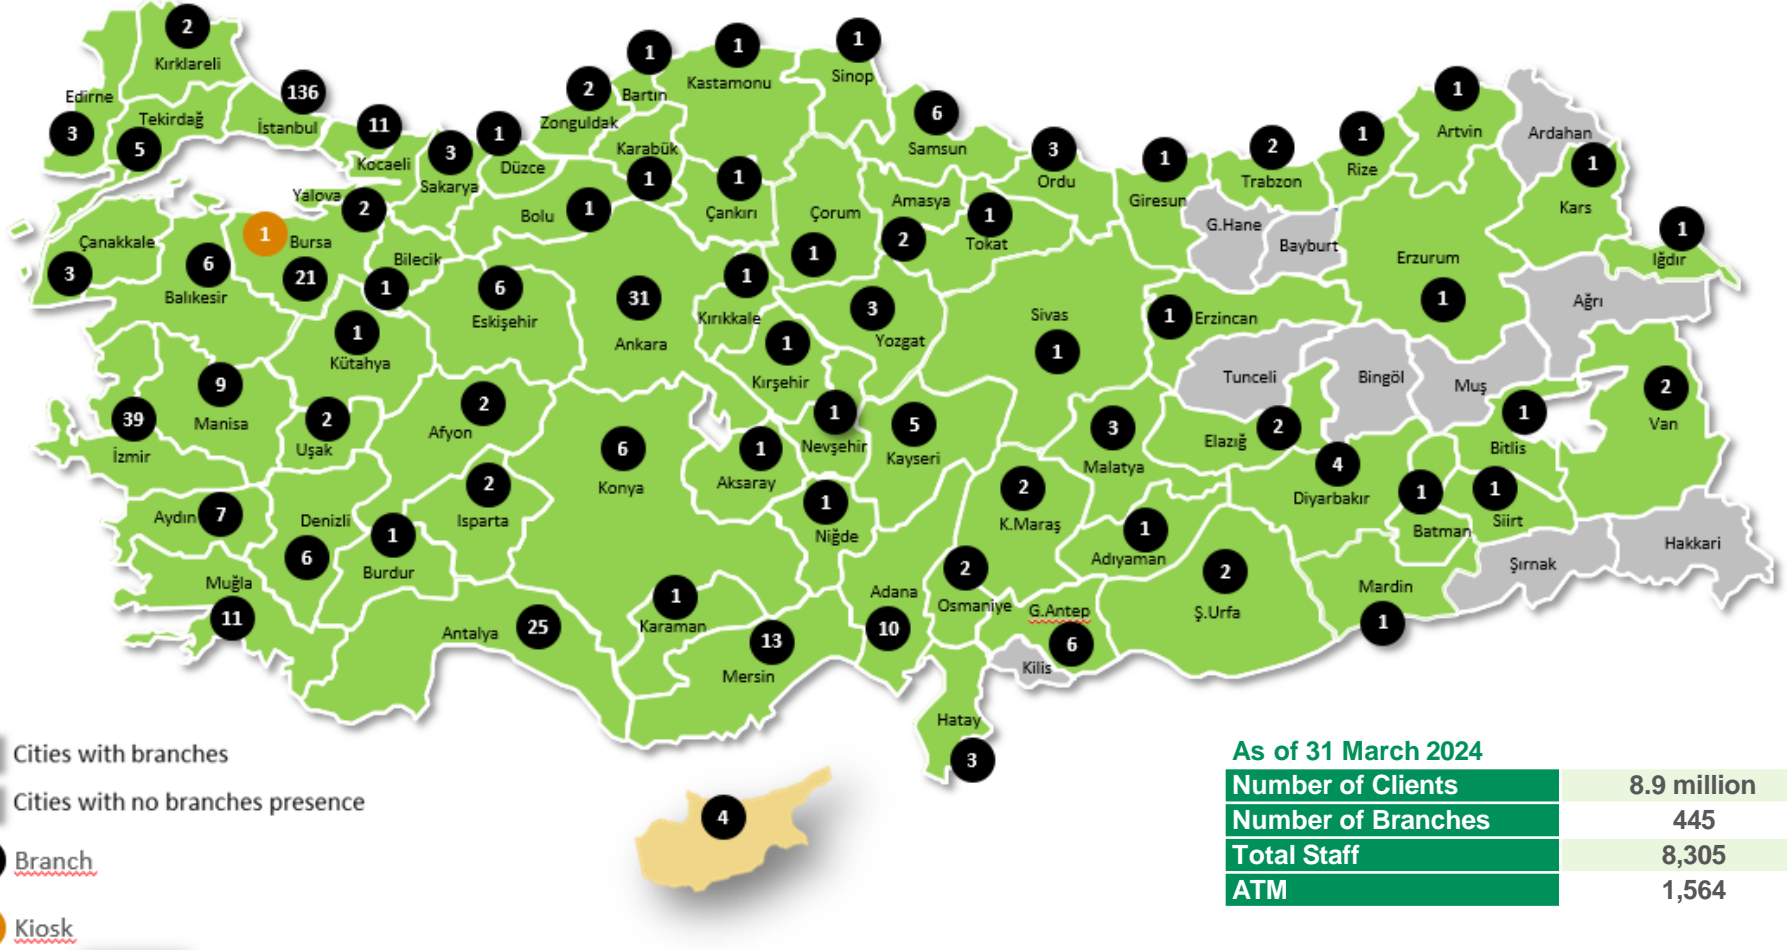 2
Kırklareli
Edirne
3
Tekirdağ
5
136
İstanbul
11
Kocaeli
3
Sakarya
1
Düzce
2
Zonguldak
1
Bartın
1
Kastamonu
1
Sinop
Karabük
1
6
Samsun
3
Ordu
1
Giresun
2
Trabzon
1
Rize
1
Artvin
Ardahan
1
Kars
1
Iğdır
Yalova
2
1
Bursa
21
Çanakkale
3
6
Balıkesir
Bilecik
1
Bolu
1
1
Çankırı
Çorum
1
Amasya
2
1
Tokat
G.Hane
Bayburt
Erzurum
1
Ağrı
1
Kütahya
6
Eskişehir
31
Ankara
1
Kırıkkale
1
Kırşehir
3
Yozgat
Sivas
1
1
Erzincan
Tunceli
Bingöl
Muş
2
Van
9
Manisa
39
İzmir
2
Uşak
2
Afyon
6
Konya
1
Aksaray
1
Nevşehir
5
Kayseri
3
Malatya
Elazığ
2
4
Diyarbakır
1
Bitlis
Aydın
7
Denizli
6
1
Burdur
2
Isparta
1
Niğde
2
K.Maraş
1
Adıyaman
1
Batman
1
Siirt
Şırnak
Hakkari
Muğla
11
Antalya
25
1
Karaman
13
Mersin
Adana
10
2
Osmaniye
G.Antep
6
Kilis
2
Ş.Urfa
Mardin
1
Hatay
3
4
Cities with branches
Cities with no branches presence
Branch
Kiosk
As of 31 March 2024
Number of Clients 8.9 million
Number of Branches 445
Total Staff 8,305
ATM 1,564